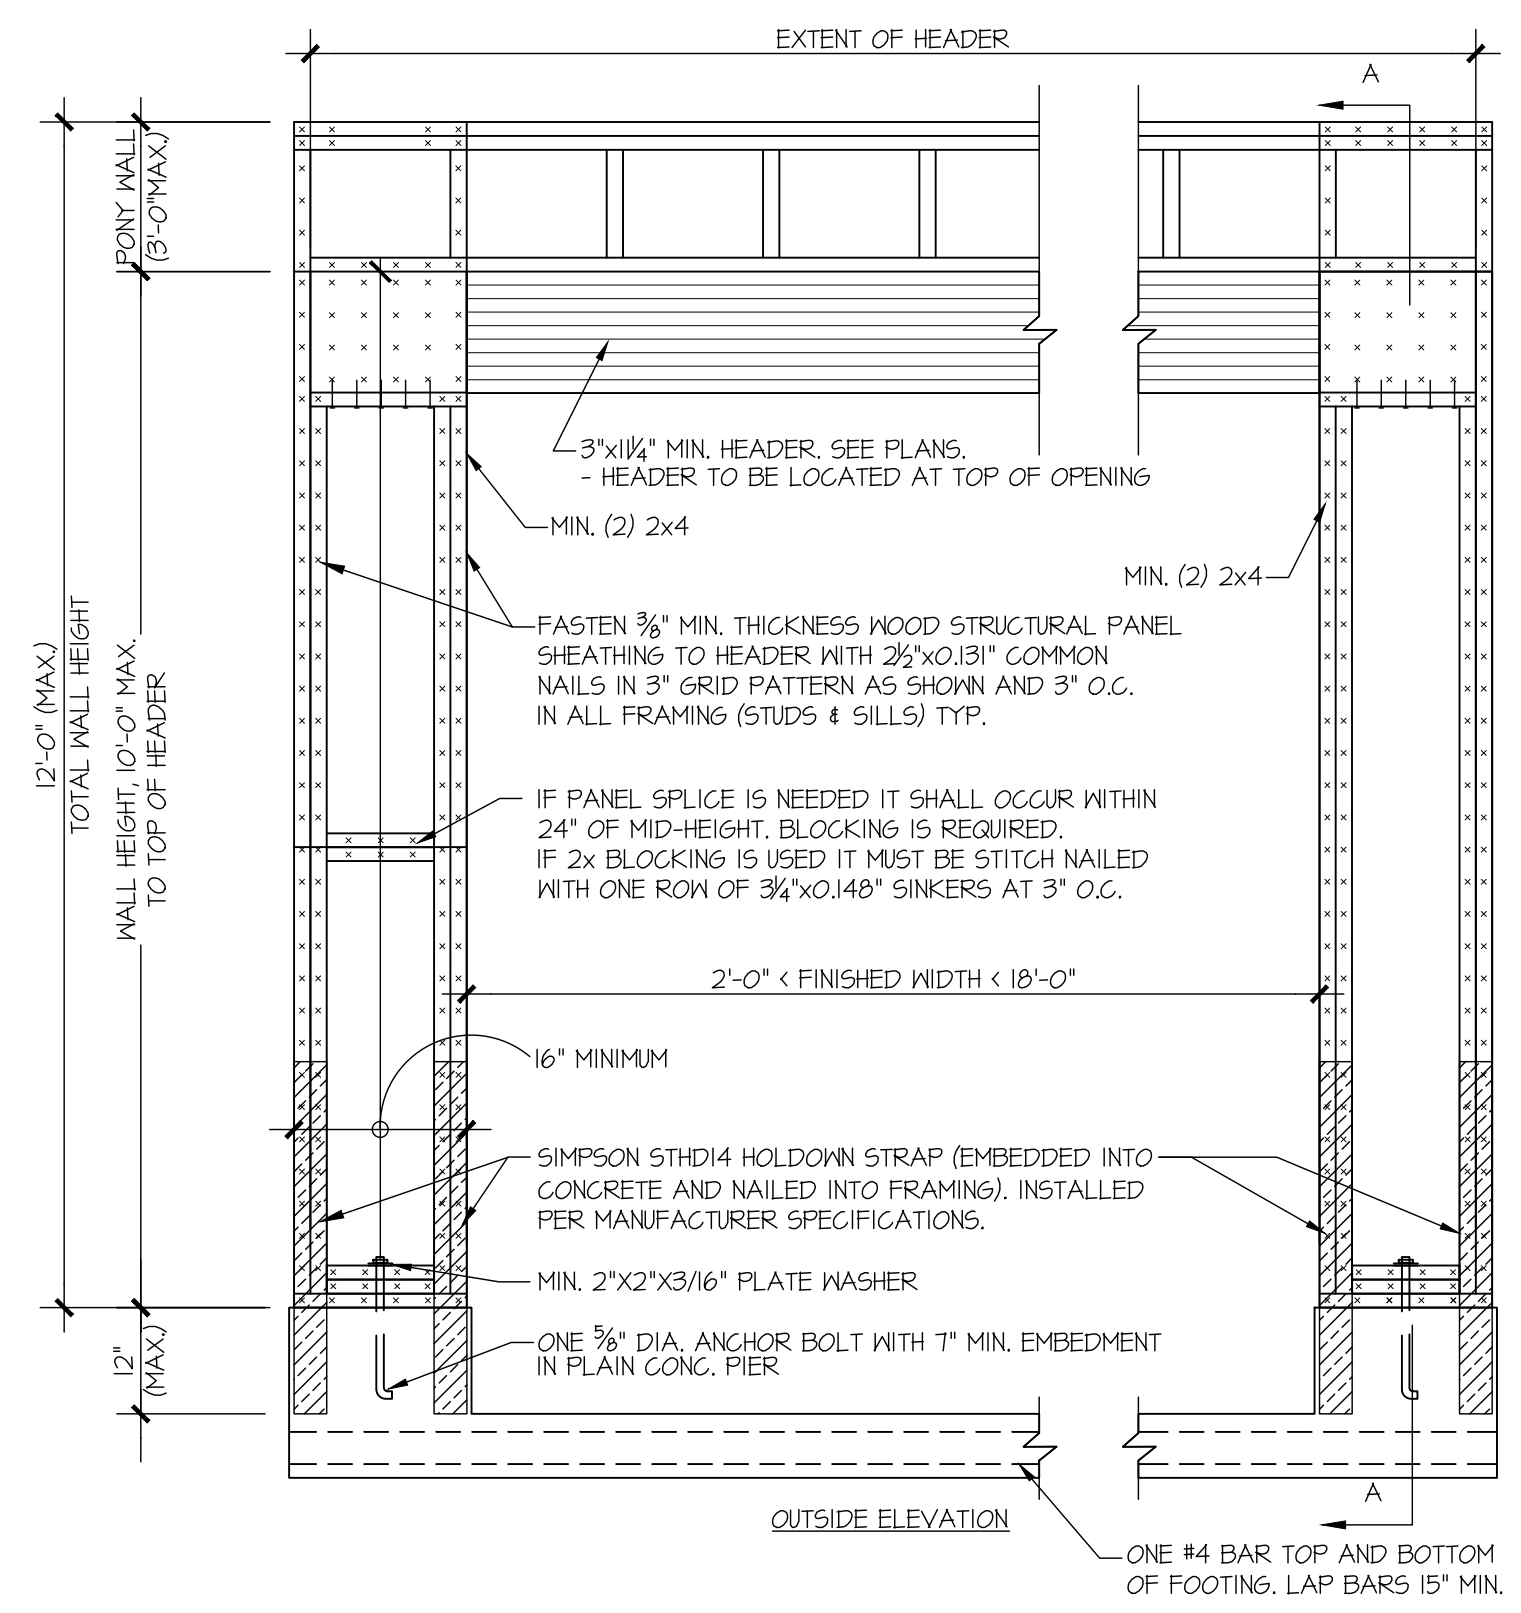 EXTENT OF HEADER
A
PONY WALL
(3'-0"MAX.)
3"x11¼" MIN. HEADER. SEE PLANS.
- HEADER TO BE LOCATED AT TOP OF OPENING
MIN. (2) 2x4
MIN. (2) 2x4
12'-0" (MAX.)
TOTAL WALL HEIGHT
WALL HEIGHT, 10'-0" MAX.
TO TOP OF HEADER
FASTEN ⅜" MIN. THICKNESS WOOD STRUCTURAL PANEL
SHEATHING TO HEADER WITH 2½"x0.131" COMMON
NAILS IN 3" GRID PATTERN AS SHOWN AND 3" O.C.
IN ALL FRAMING (STUDS & SILLS) TYP.
IF PANEL SPLICE IS NEEDED IT SHALL OCCUR WITHIN
24" OF MID-HEIGHT. BLOCKING IS REQUIRED.
IF 2x BLOCKING IS USED IT MUST BE STITCH NAILED
WITH ONE ROW OF 3¼"x0.148" SINKERS AT 3" O.C.
2'-0" < FINISHED WIDTH < 18'-0"
16" MINIMUM
SIMPSON STHD14 HOLDOWN STRAP (EMBEDDED INTO
CONCRETE AND NAILED INTO FRAMING). INSTALLED
PER MANUFACTURER SPECIFICATIONS.
MIN. 2"X2"X3/16" PLATE WASHER
12"
(MAX.)
ONE ⅝" DIA. ANCHOR BOLT WITH 7" MIN. EMBEDMENT
IN PLAIN CONC. PIER
A
OUTSIDE ELEVATION
ONE #4 BAR TOP AND BOTTOM
OF FOOTING. LAP BARS 15" MIN.